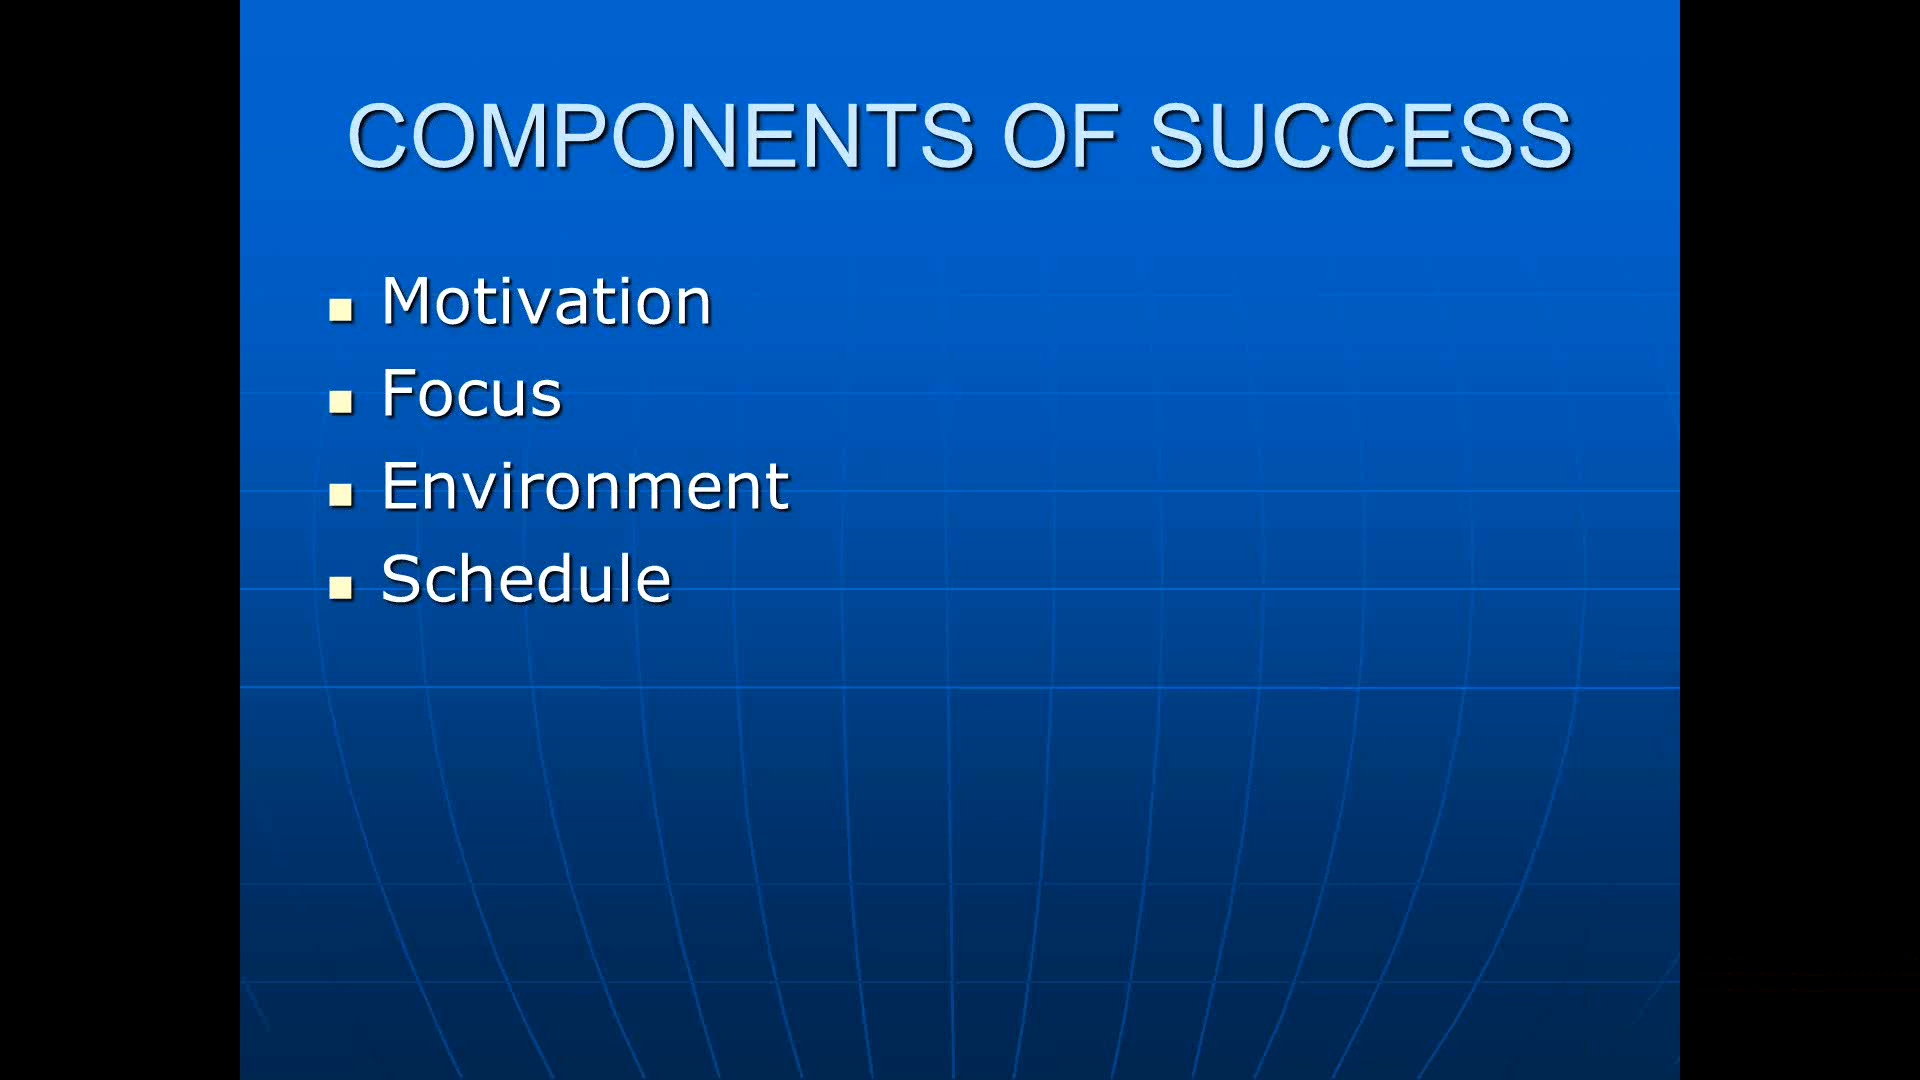 COMPONENTS OF SUCCESS
Motivation
Focus
Environment
Schedule